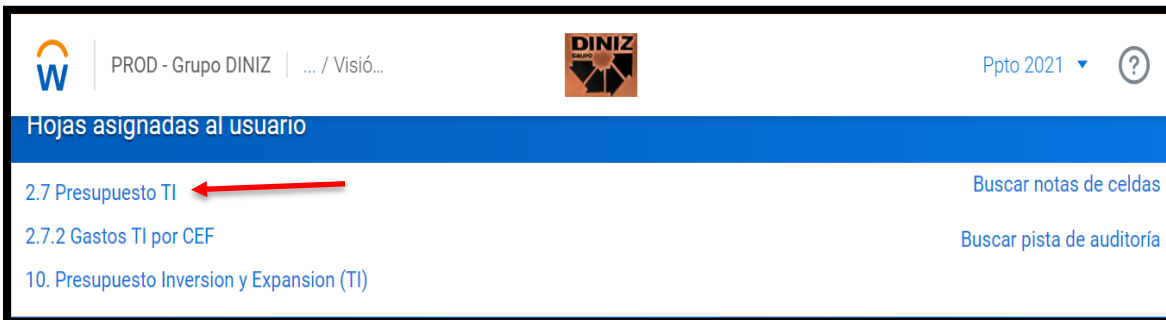 PROD - Grupo DINIZ
... / Visió...
DINIZ
GRUPO
Ppto 2021
?
Hojas asignadas al usuario
2.7 Presupuesto TI
Buscar notas de celdas
2.7.2 Gastos TI por CEF
Buscar pista de auditoría
10. Presupuesto Inversion y Expansion (TI)